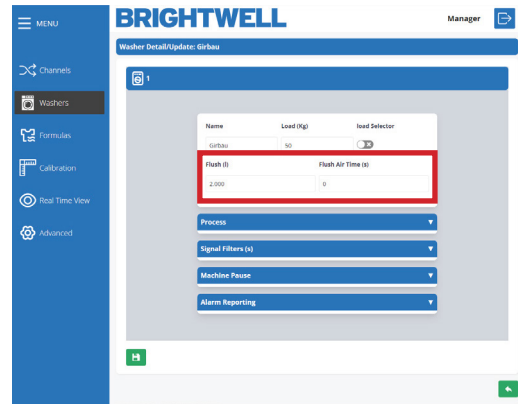 MENU
BRIGHTWELL
Manager
Washer Detail/Update: Girbau
Channels
Washers
Formulas
Calibration
Real Time View
Advanced
1
Name Load (Kg) load Selector
Girbau 50
Flush (l) Flush Air Time (s)
2.000 0
Process
Signal Filters (s)
Machine Pause
Alarm Reporting